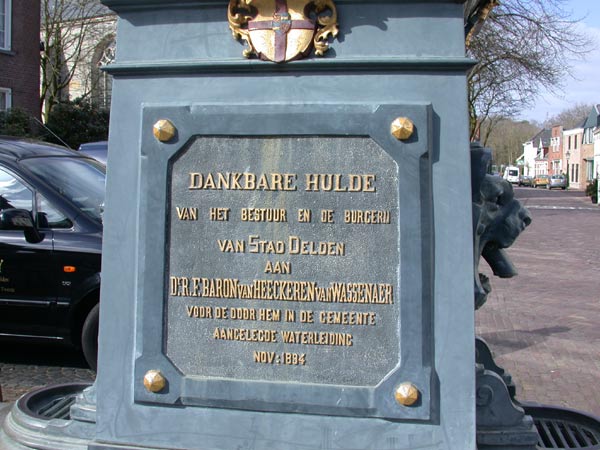 DANKBARE HULDE
VAN HET BESTUUR EN DE BURGERIJ
VAN STAD DELDEN
AAN
DR. R. F. BARON VAN HEECKEREN VAN WASSENAER
VOOR DE DOOR HEM IN DE GEMEENTE
AANGELEGDE WATERLEIDING
NOV: 1894